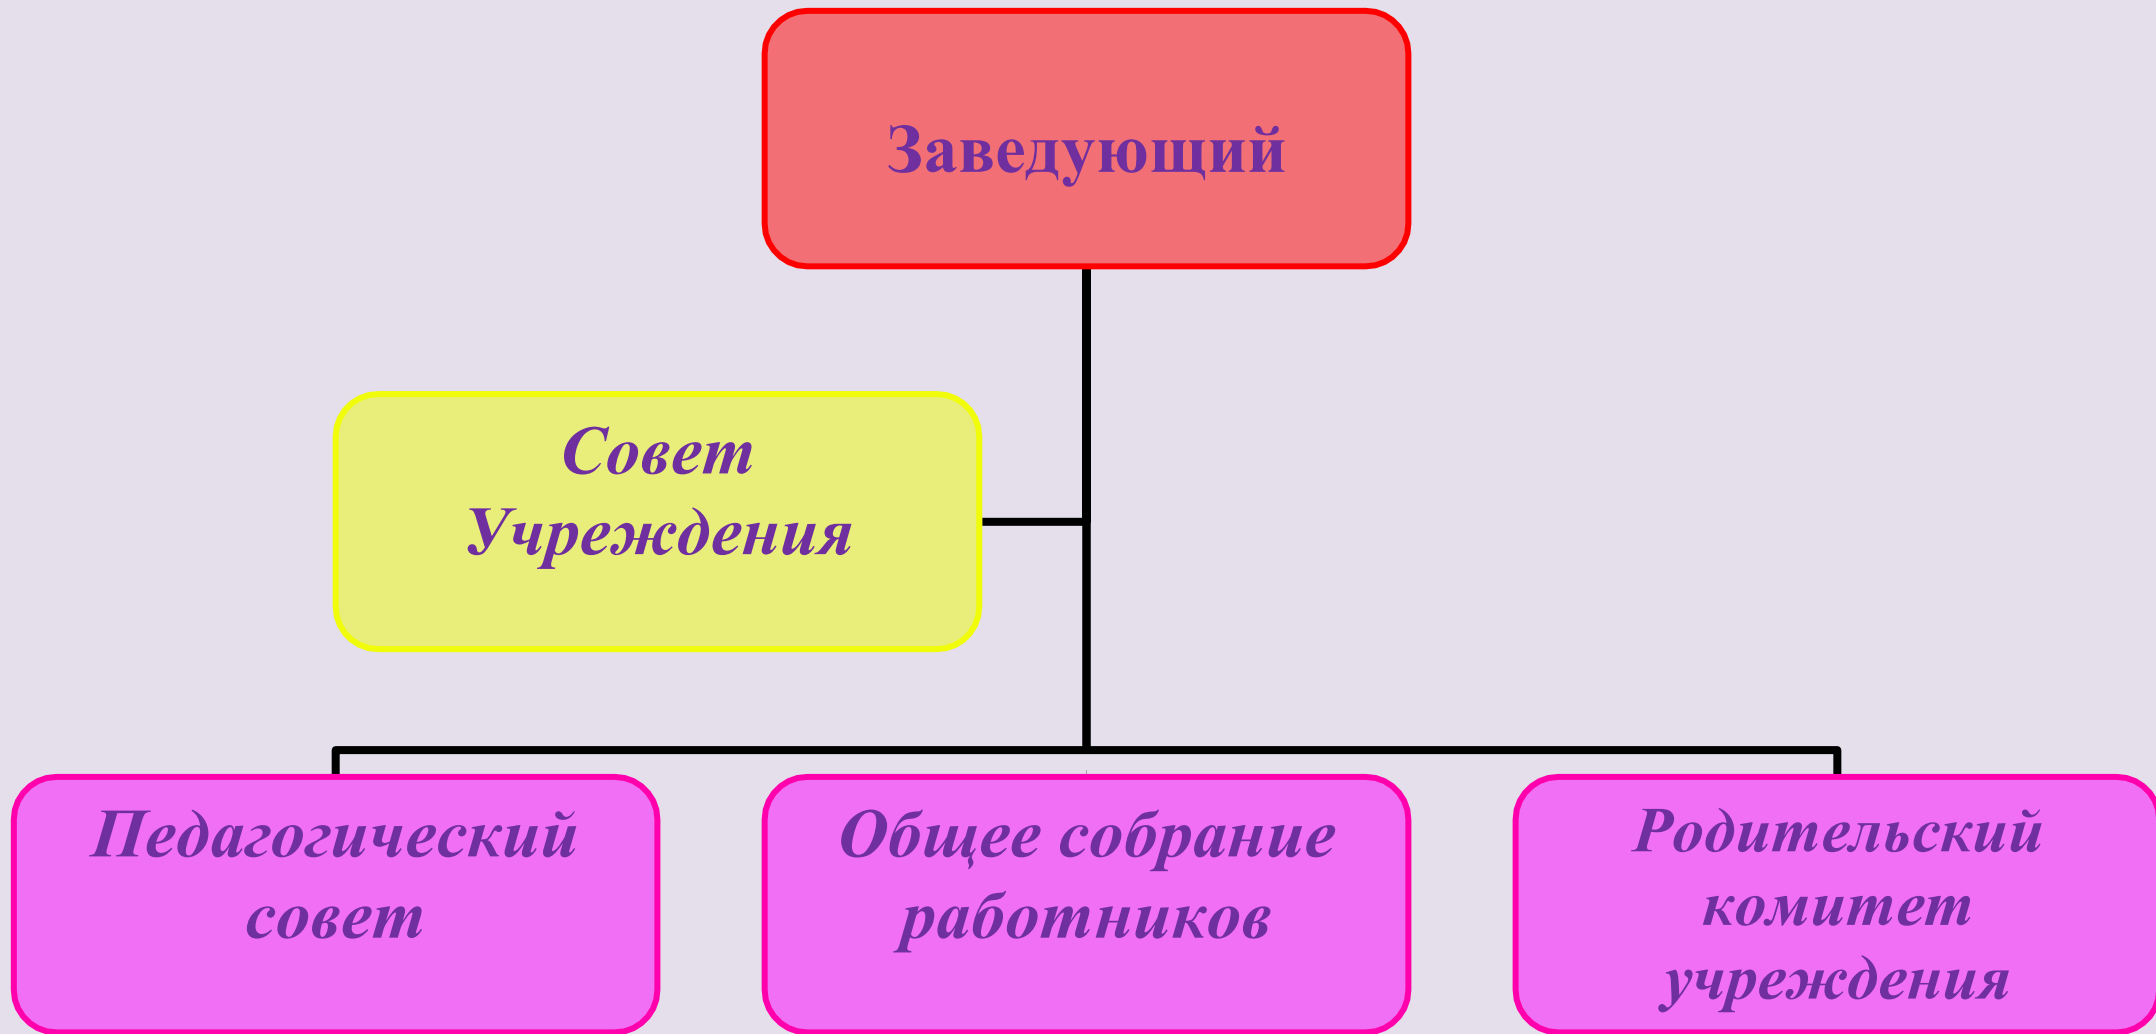 Заведующий
Совет
Учреждения
Педагогический
совет
Общее собрание
работников
Родительский
комитет
учреждения